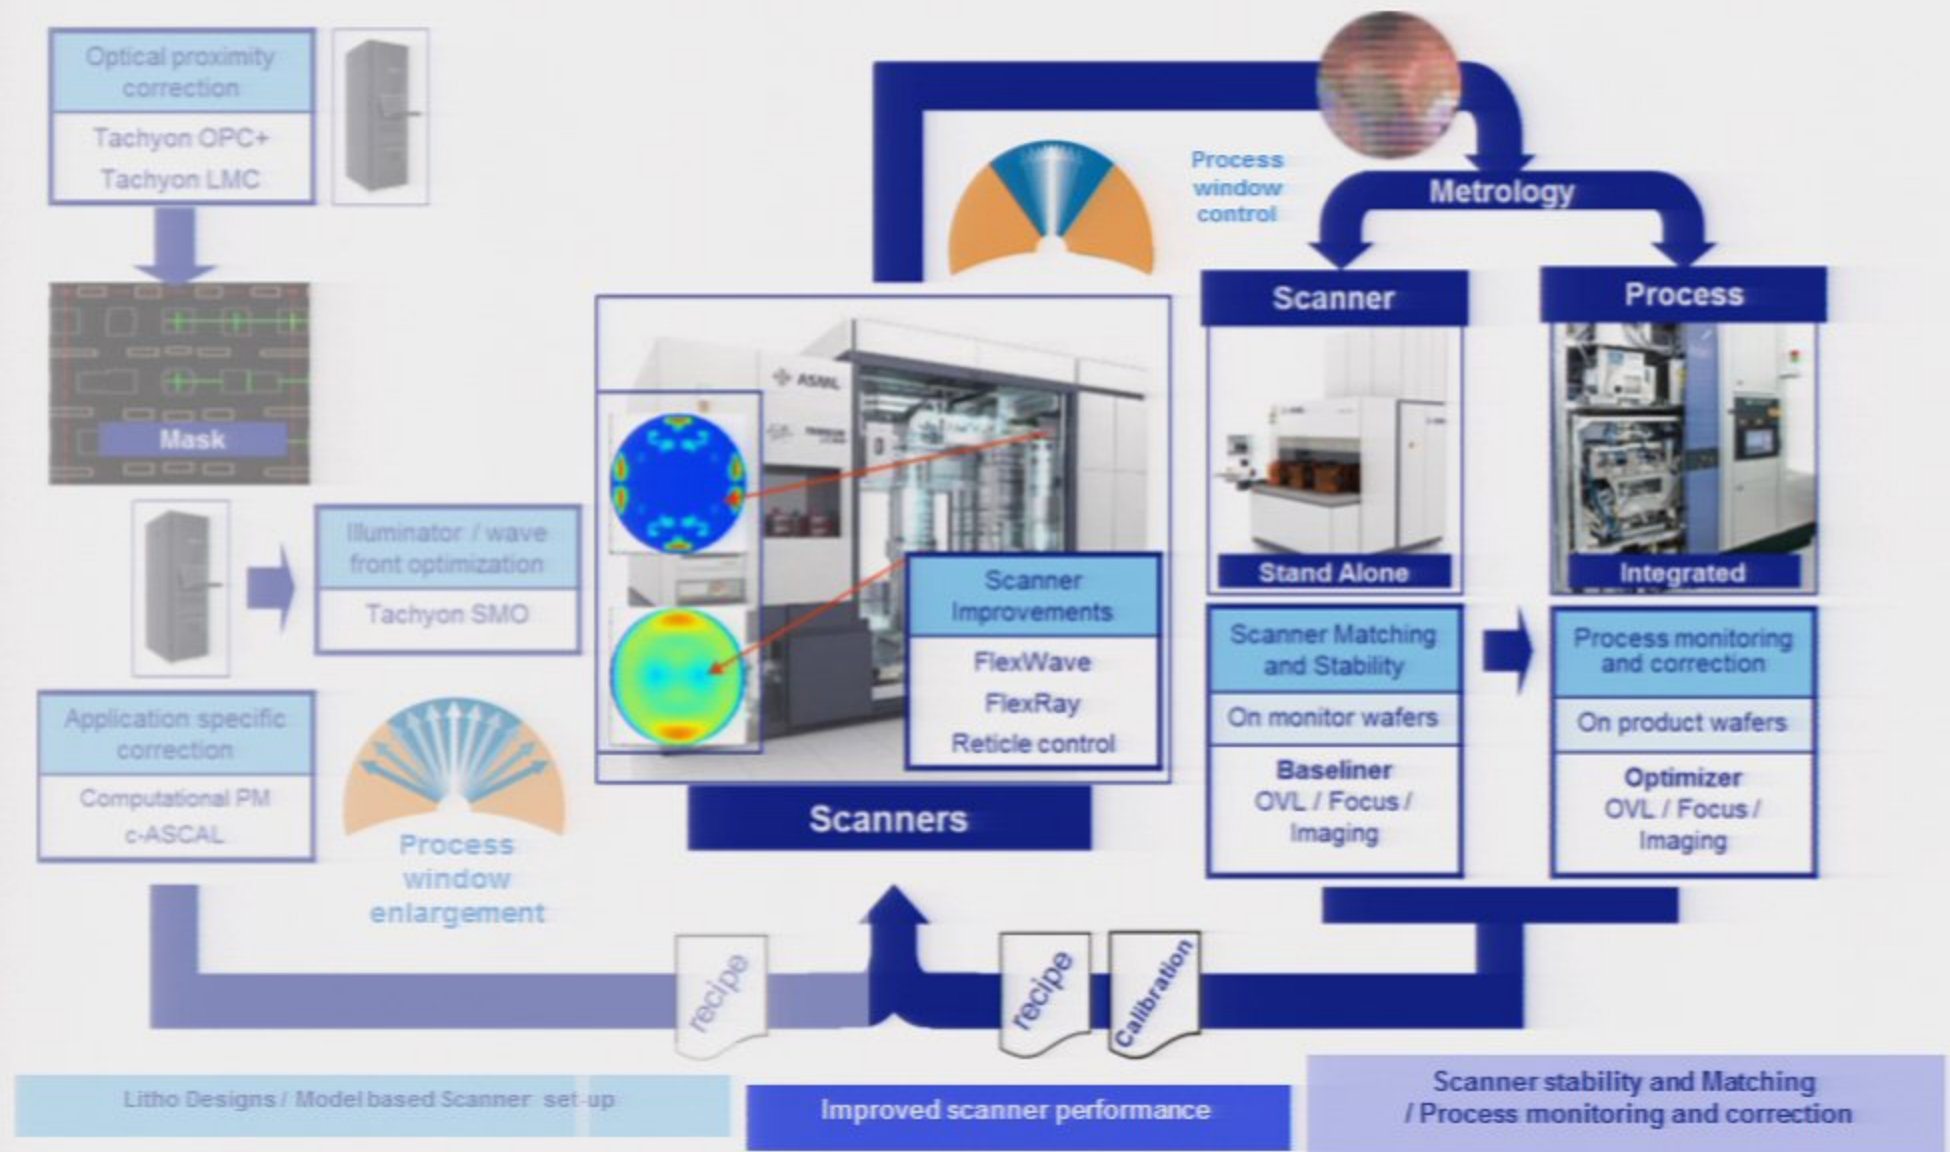 Optical proximity
correction
Tachyon OPC+
Tachyon LMC
Mask
Illuminator / wave
front optimization
Tachyon SMO
Application specific
correction
Computational PM
c-ASCAL
Process
window
enlargement
recipe
Litho Designs / Model based Scanner set-up
ASML
Scanner
Improvements
FlexWave
FlexRay
Reticle control
Scanners
recipe
Calibration
Improved scanner performance
Process
window
control
Metrology
Scanner
Stand Alone
Scanner Matching
and Stability
On monitor wafers
Baseliner
OVL / Focus /
Imaging
Process
Integrated
Process monitoring
and correction
On product wafers
Optimizer
OVL / Focus /
Imaging
Scanner stability and Matching
/ Process monitoring and correction